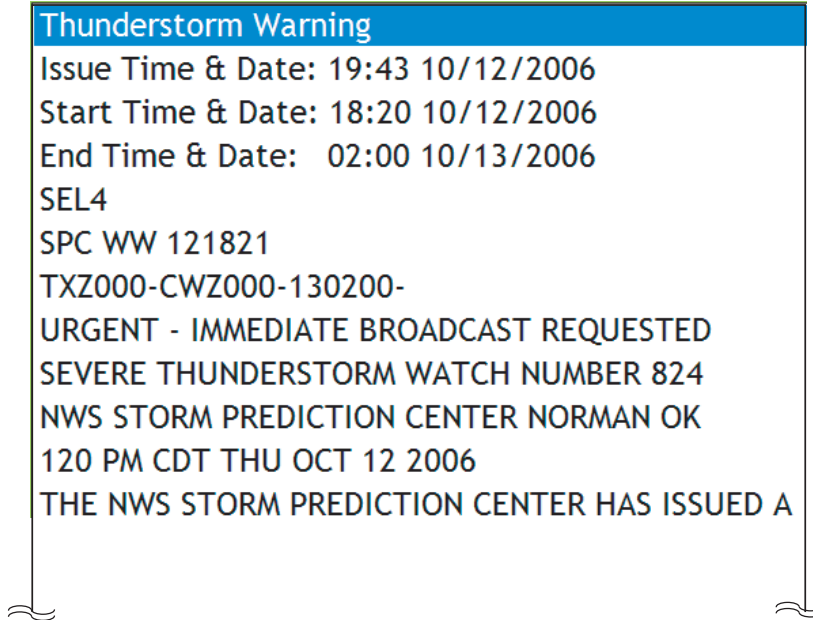 Thunderstorm Warning
Issue Time & Date: 19:43 10/12/2006
Start Time & Date: 18:20 10/12/2006
End Time & Date: 02:00 10/13/2006
SEL4
SPC WW 121821
TXZ000-CWZ000-130200-
URGENT - IMMEDIATE BROADCAST REQUESTED
SEVERE THUNDERSTORM WATCH NUMBER 824
NWS STORM PREDICTION CENTER NORMAN OK
120 PM CDT THU OCT 12 2006
THE NWS STORM PREDICTION CENTER HAS ISSUED A